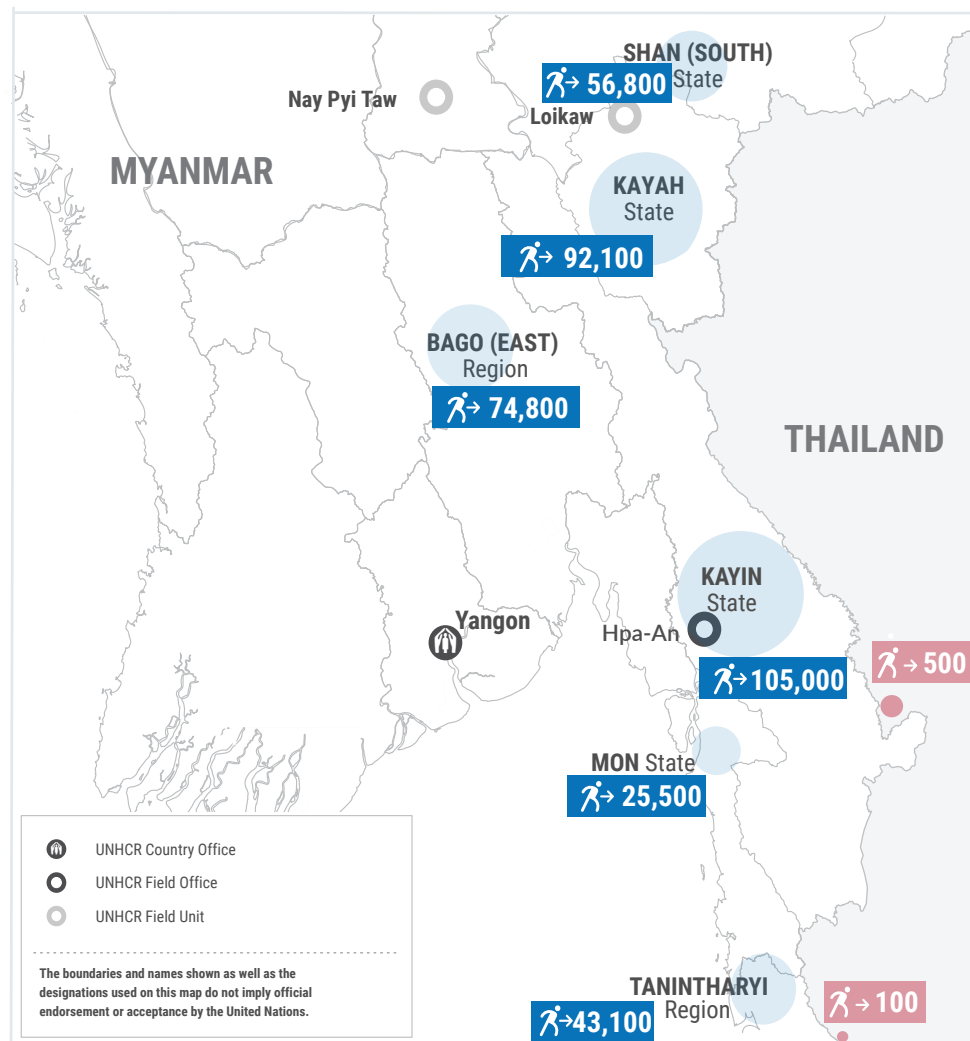 SHAN (SOUTH)
State
56,800
Nay Pyi Taw
Loikaw
MYANMAR
KAYAH
State
92,100
BAGO (EAST)
Region
74,800
THAILAND
KAYIN
State
Yangon
Hpa-An
500
105,000
MON State
25,500
UNHCR Country Office
UNHCR Field Office
UNHCR Field Unit
The boundaries and names shown as well as the
designations used on this map do not imply official
endorsement or acceptance by the United Nations.
TANINTHARYI
Region
43,100
100